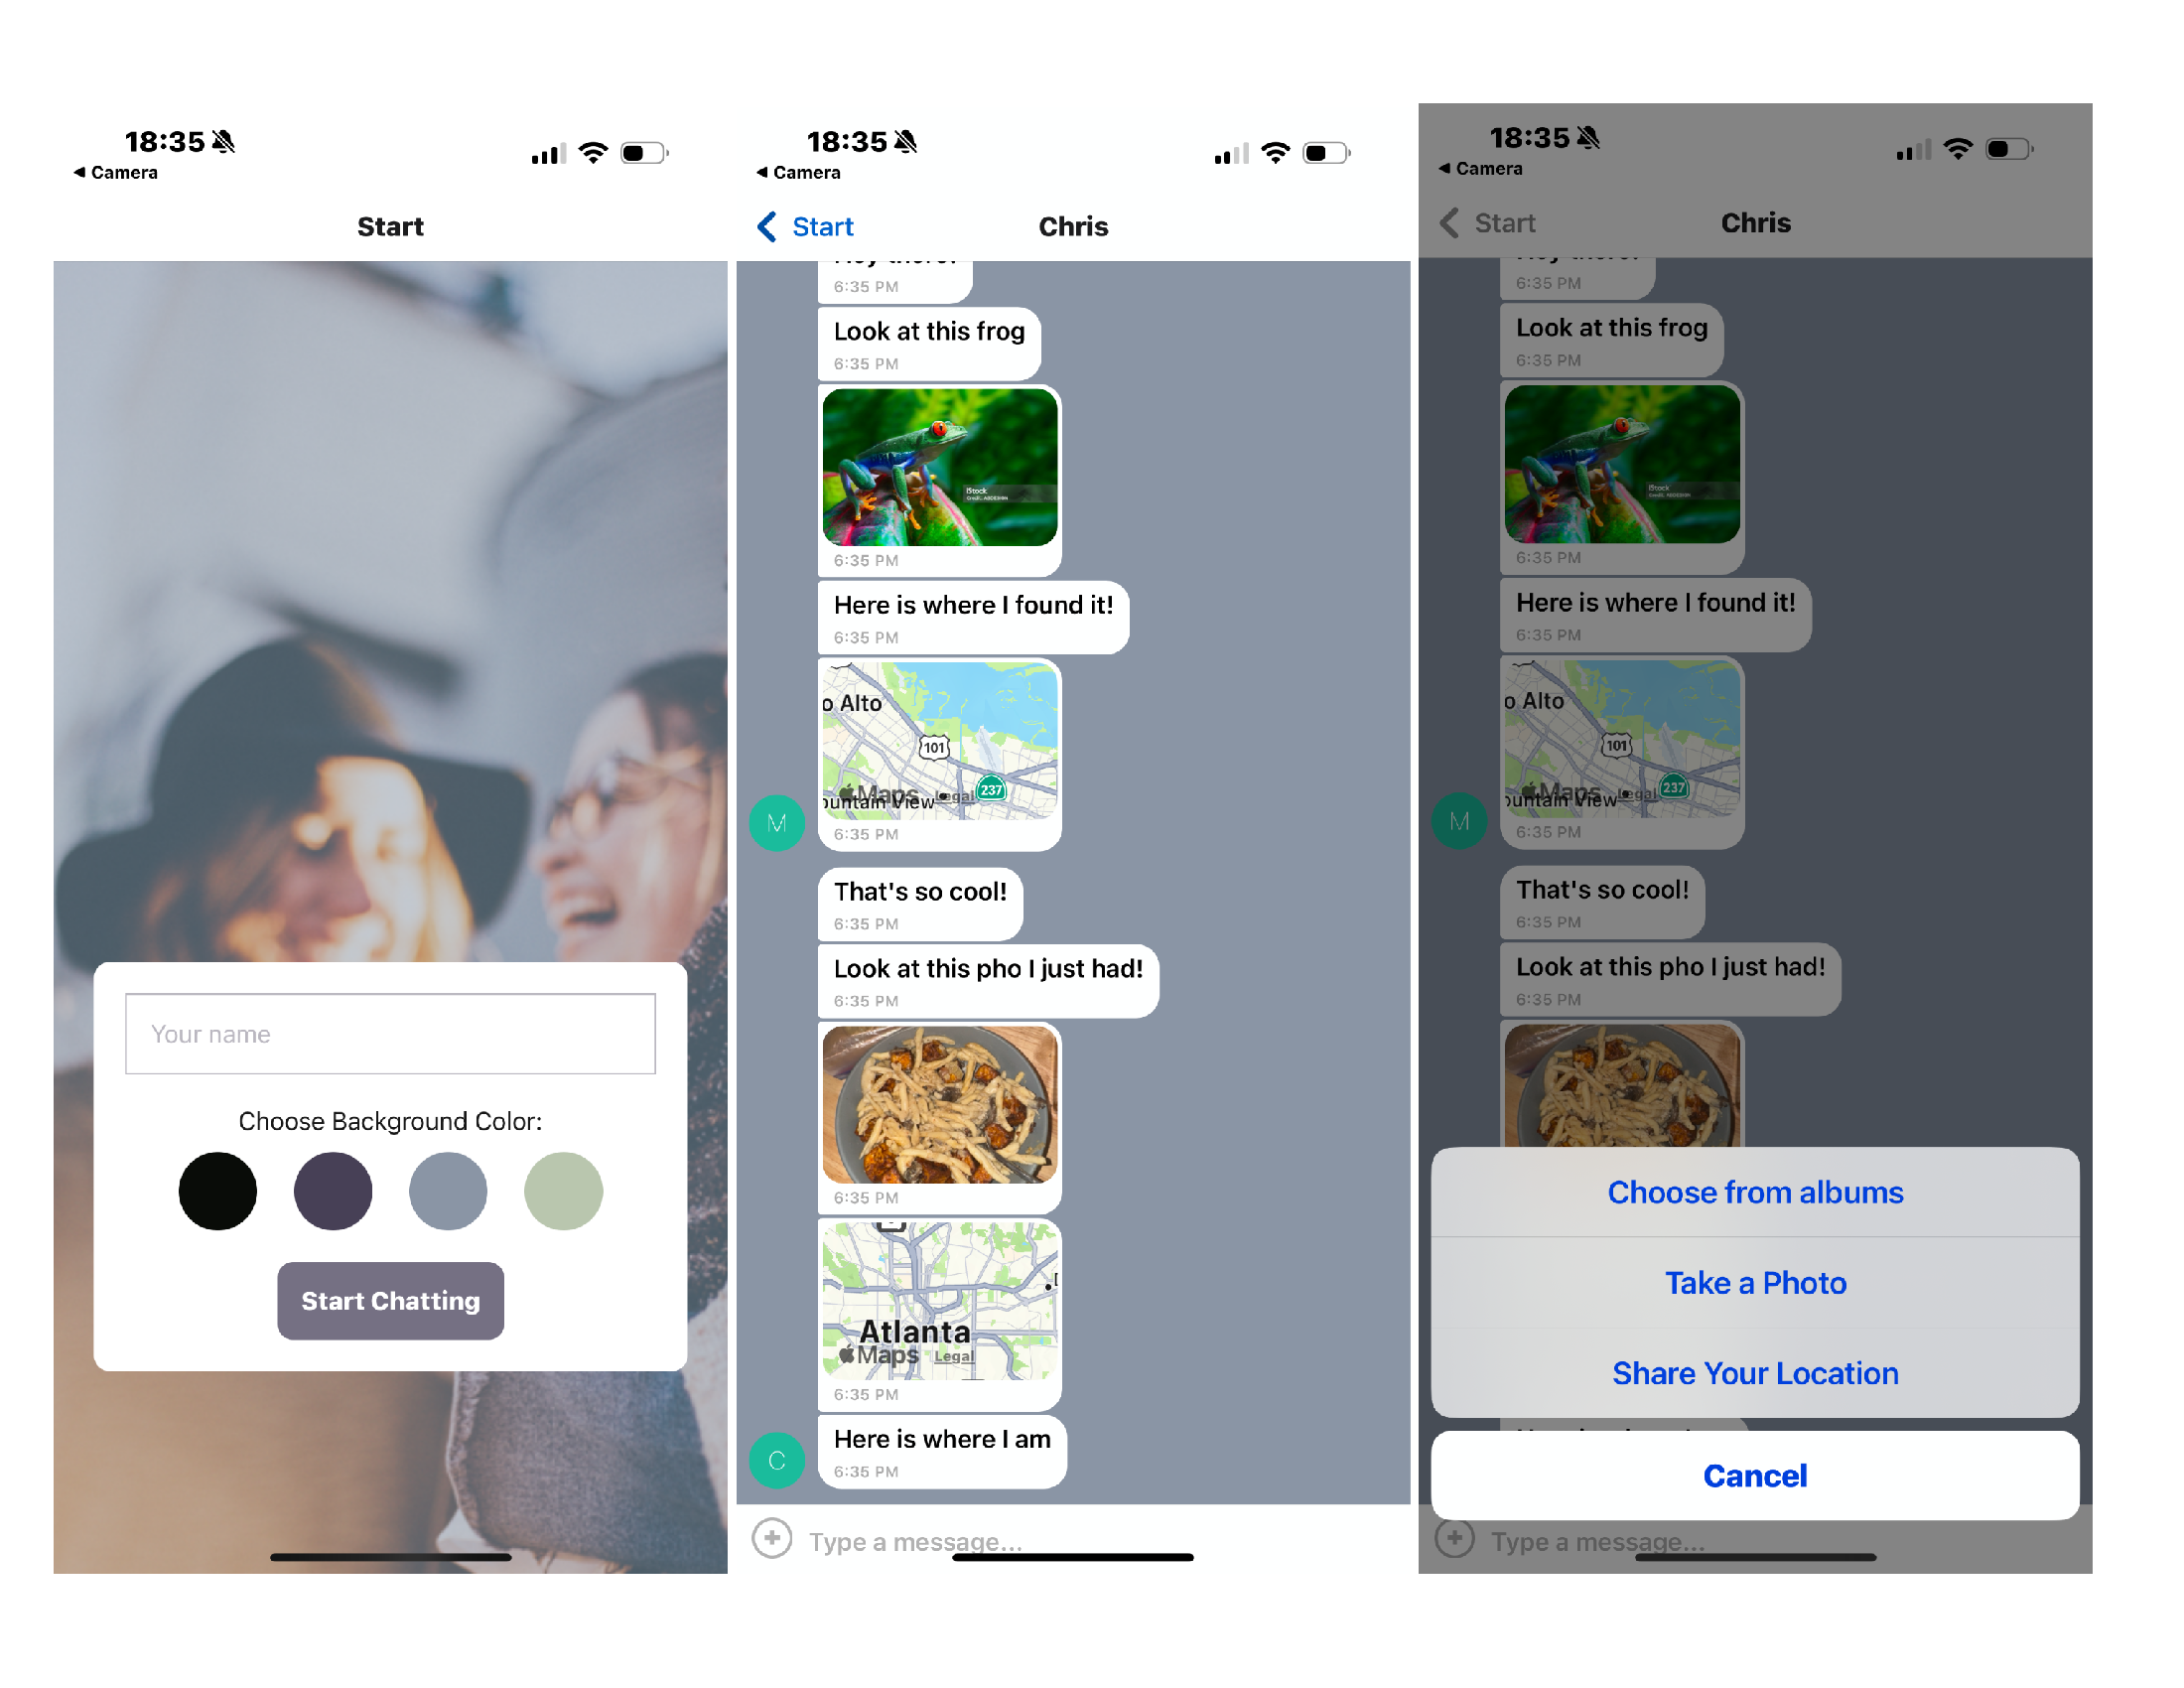 18:35
◀ Camera
Start
Your name
Choose Background Color:
Start Chatting
18:35
◀ Camera
Start
Chris
6:35 PM
Look at this frog
6:35 PM
iStock
6:35 PM
Here is where I found it!
6:35 PM
o Alto
101
237
Maps Legal
ountain View
M
6:35 PM
That's so cool!
6:35 PM
Look at this pho I just had!
6:35 PM
6:35 PM
Atlanta
Maps Legal
6:35 PM
Here is where I am
C
6:35 PM
Type a message...
18:35
◀ Camera
Start
Chris
6:35 PM
Look at this frog
6:35 PM
iStock
6:35 PM
Here is where I found it!
6:35 PM
o Alto
101
237
Maps Legal
ountain View
M
6:35 PM
That's so cool!
6:35 PM
Look at this pho I just had!
6:35 PM
Choose from albums
Take a Photo
Share Your Location
Cancel
Type a message...